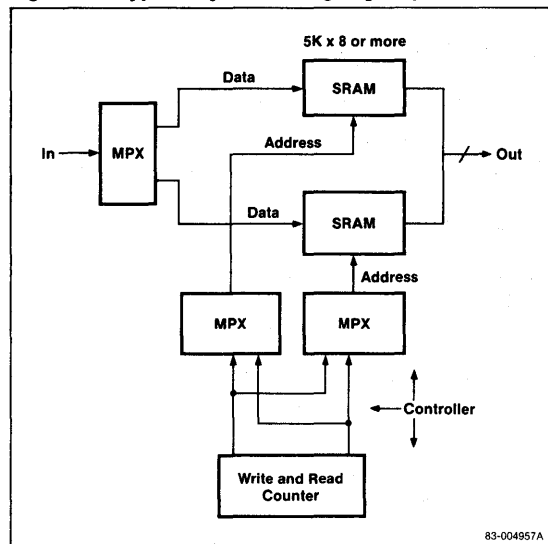 5K x 8 or more
Data
SRAM
In
MPX
Address
Out
Data
SRAM
Address
MPX
MPX
Controller
Write and Read
Counter
83-004957A